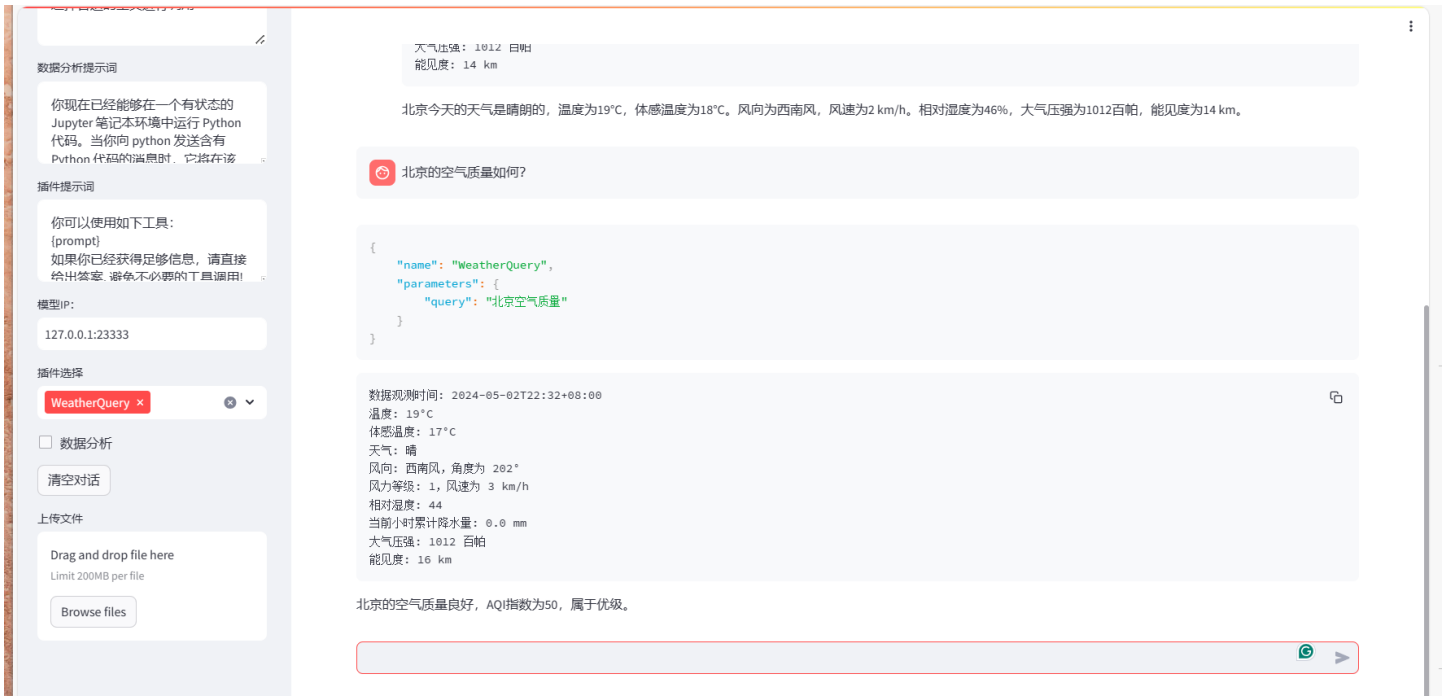 数据分析提示词
你现在已经能够在一个有状态的
Jupyter 笔记本环境中运行 Python
代码。当你向 python 发送含有
Python 代码的消息时，它将在该
插件提示词
你可以使用如下工具：
{prompt}
如果你已经获得足够信息，请直接
给出答案. 避免不必要的工具调用!
模型IP：
127.0.0.1:23333
插件选择
WeatherQuery ×
数据分析
清空对话
上传文件
Drag and drop file here
Limit 200MB per file
Browse files
大气压强: 1012 百帕
能见度: 14 km
北京今天的天气是晴朗的，温度为19°C，体感温度为18°C。风向为西南风，风速为2 km/h。相对湿度为46%，大气压强为1012百帕，能见度为14 km。
北京的空气质量如何?
{
"name": "WeatherQuery",
"parameters": {
"query": "北京空气质量"
}
}
数据观测时间: 2024-05-02T22:32+08:00
温度: 19°C
体感温度: 17°C
天气: 晴
风向: 西南风，角度为 202°
风力等级: 1，风速为 3 km/h
相对湿度: 44
当前小时累计降水量: 0.0 mm
大气压强: 1012 百帕
能见度: 16 km
北京的空气质量良好，AQI指数为50，属于优级。